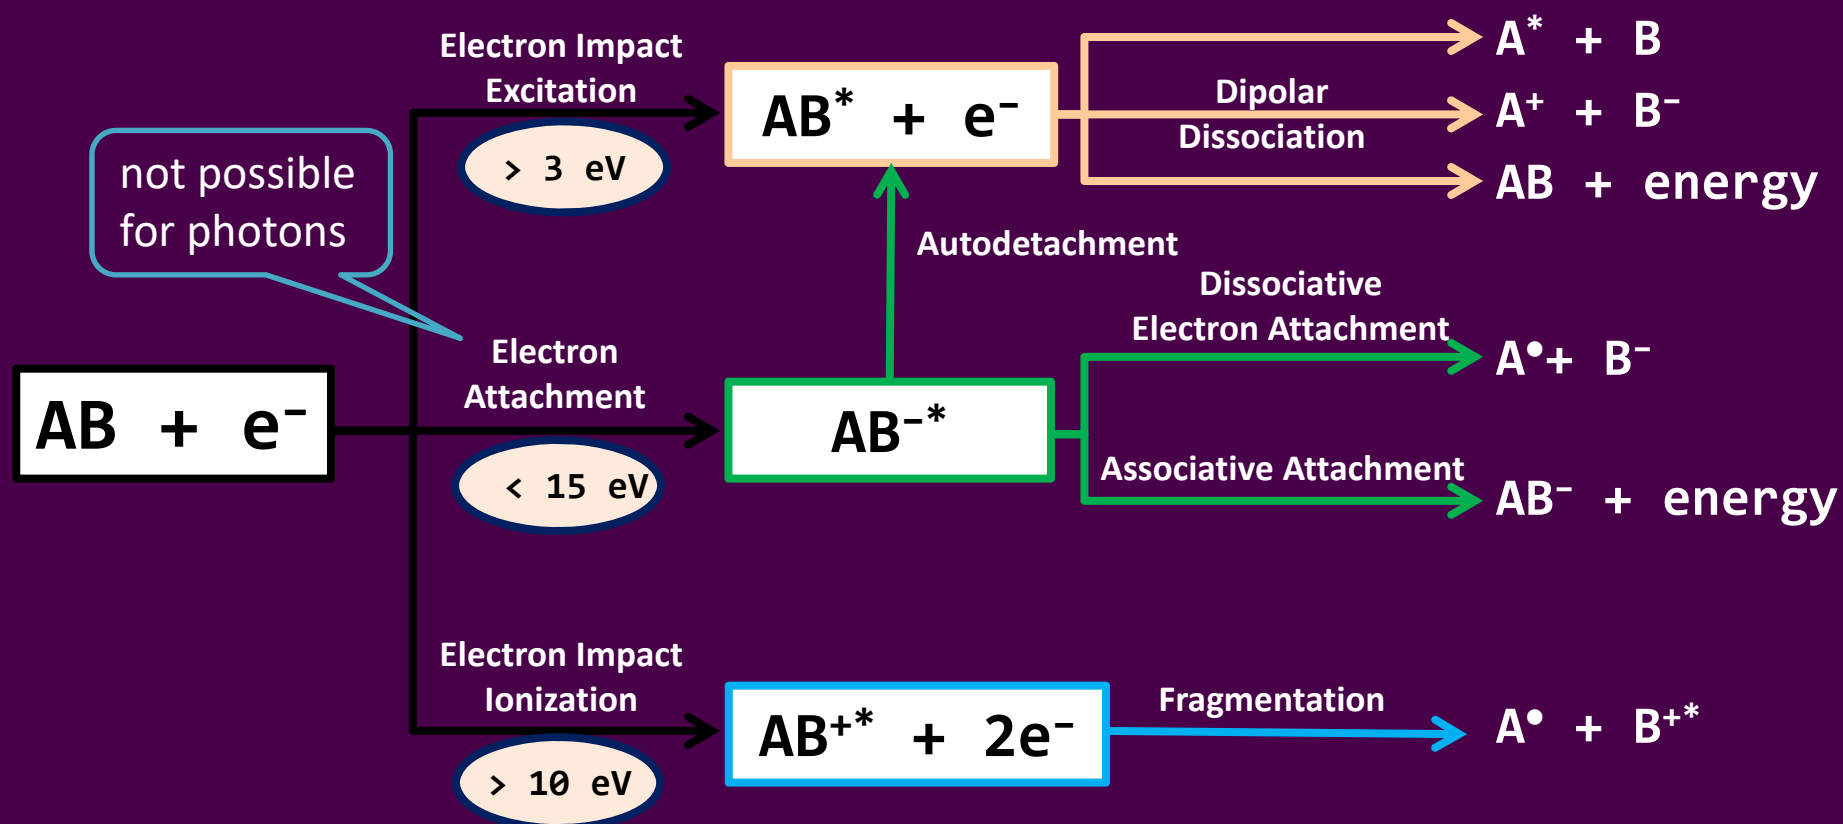 Electron Impact
Excitation
> 3 eV
AB* + e⁻
Dipolar
Dissociation
A* + B
A⁺ + B⁻
AB + energy
not possible
for photons
Autodetachment
Dissociative
Electron Attachment
A•+ B⁻
Electron
Attachment
AB + e⁻
< 15 eV
AB⁻*
Associative Attachment
AB⁻ + energy
Electron Impact
Ionization
> 10 eV
AB⁺* + 2e⁻
Fragmentation
A• + B⁺*